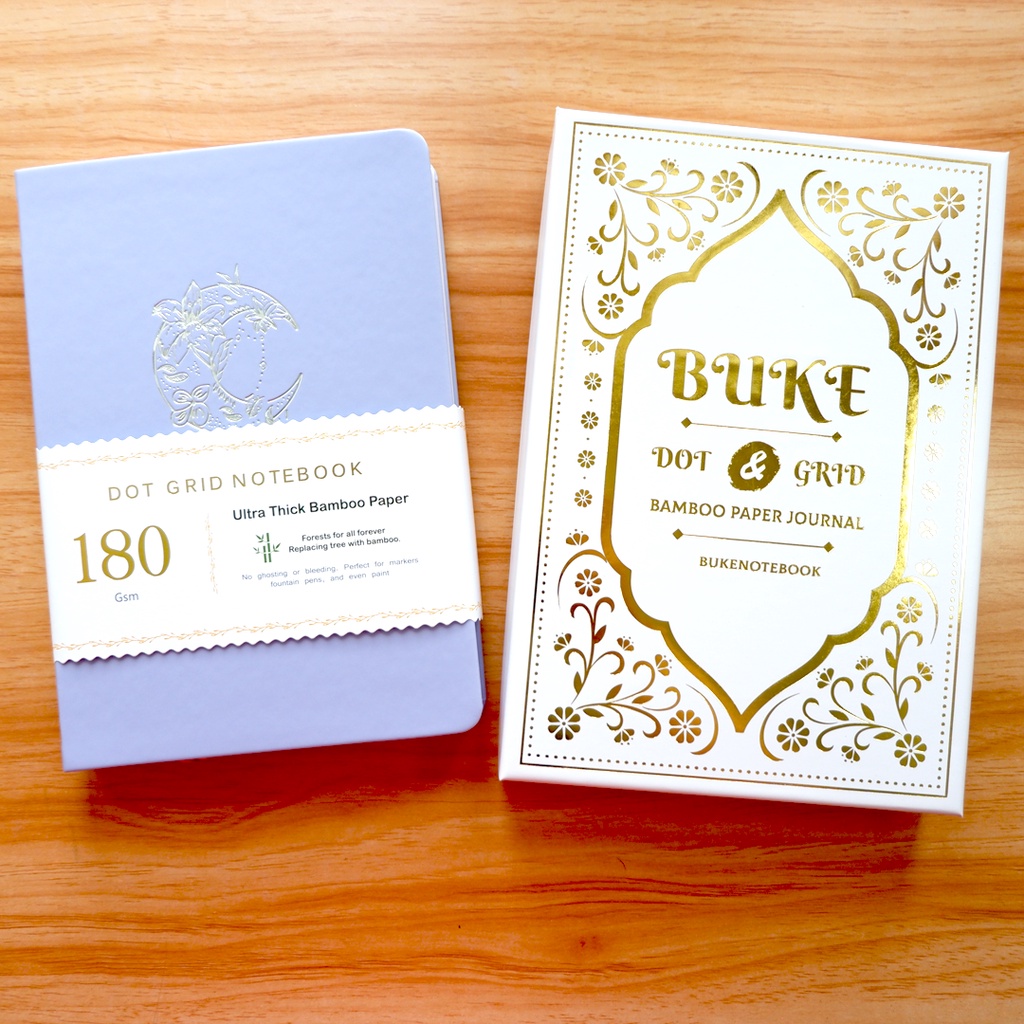 DOT GRID NOTEBOOK
180
Gsm
Ultra Thick Bamboo Paper
Forests for all forever
Replacing tree with bamboo.
No ghosting or bleeding. Perfect for markers
fountain pens, and even paint
BUKE
DOT & GRID
BAMBOO PAPER JOURNAL
BUKENOTEBOOK